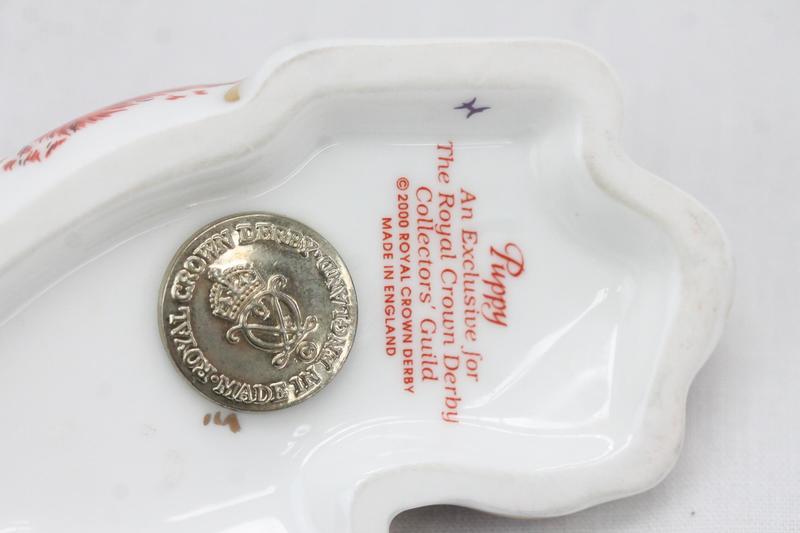 Puppy
An Exclusive for
The Royal Crown Derby
Collectors' Guild
© 2000 ROYAL CROWN DERBY
MADE IN ENGLAND
ROYAL CROWN DERBY · MADE IN ENGLAND ·